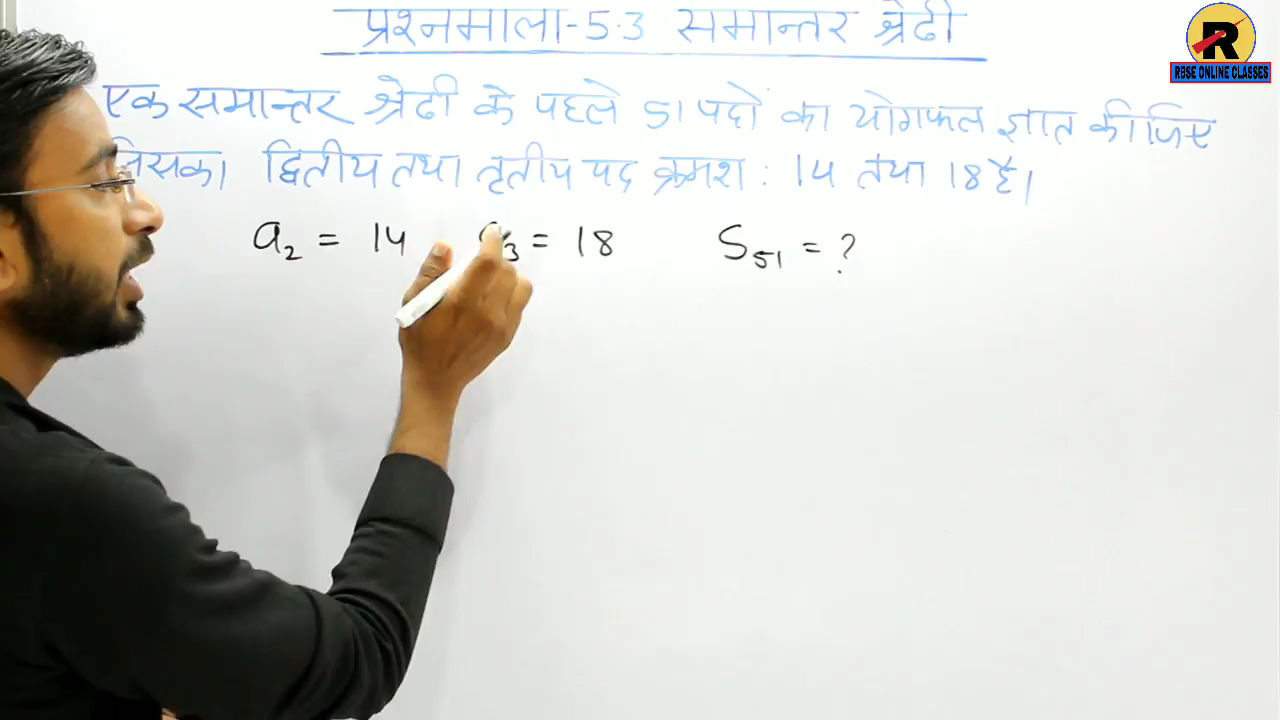 प्रश्नमाला-5.3 समान्तर श्रेढी
R
RBSE ONLINE CLASSES
एक समान्तर श्रेढी के पहले 51 पदों का योगफल ज्ञात कीजिए
जिसका द्वितीय तथा तृतीय पद क्रमश: 14 तथा 18 है।
a₂ = 14 a₃ = 18 S₅₁ = ?